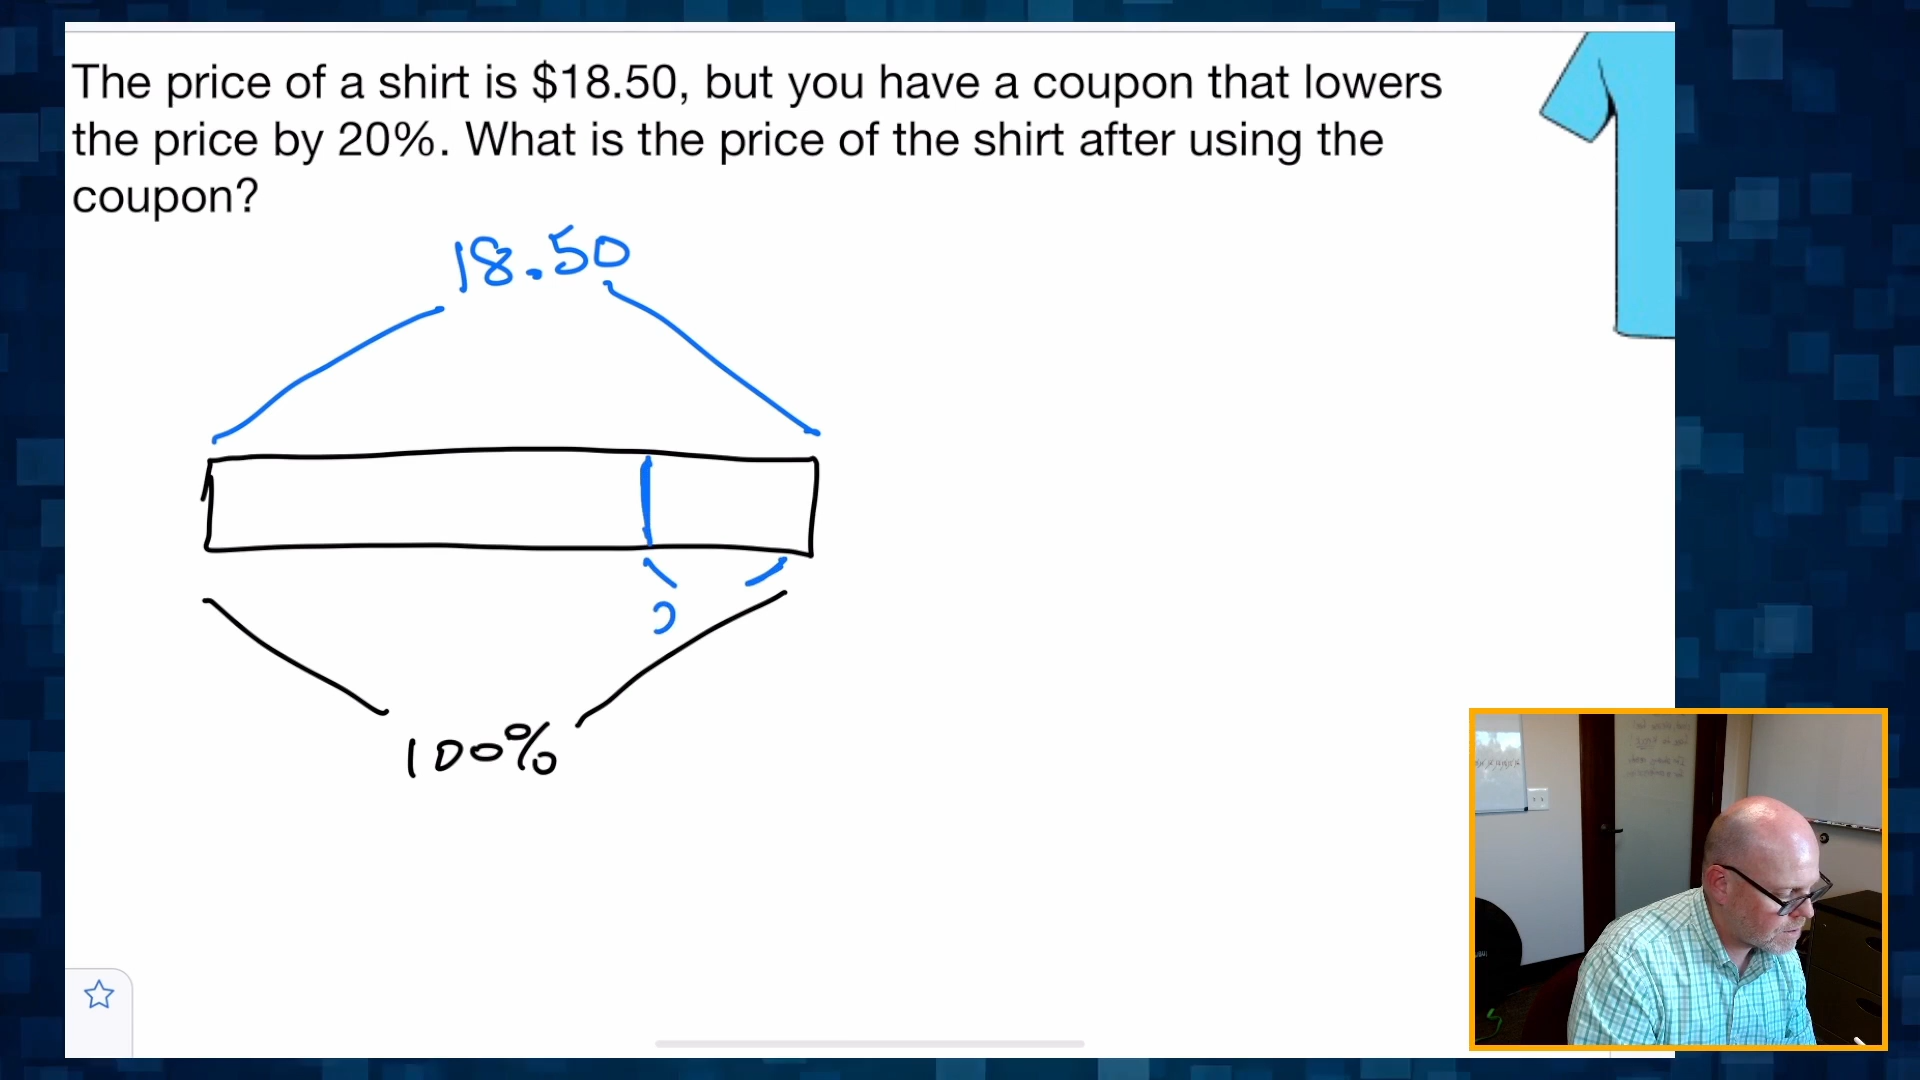 The price of a shirt is $18.50, but you have a coupon that lowers
the price by 20%. What is the price of the shirt after using the
coupon?
18.50
100%